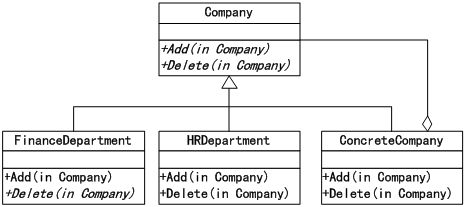 Company
+Add(in Company)
+Delete(in Company)
FinanceDepartment
+Add(in Company)
+Delete(in Company)
HRDepartment
+Add(in Company)
+Delete(in Company)
ConcreteCompany
+Add(in Company)
+Delete(in Company)